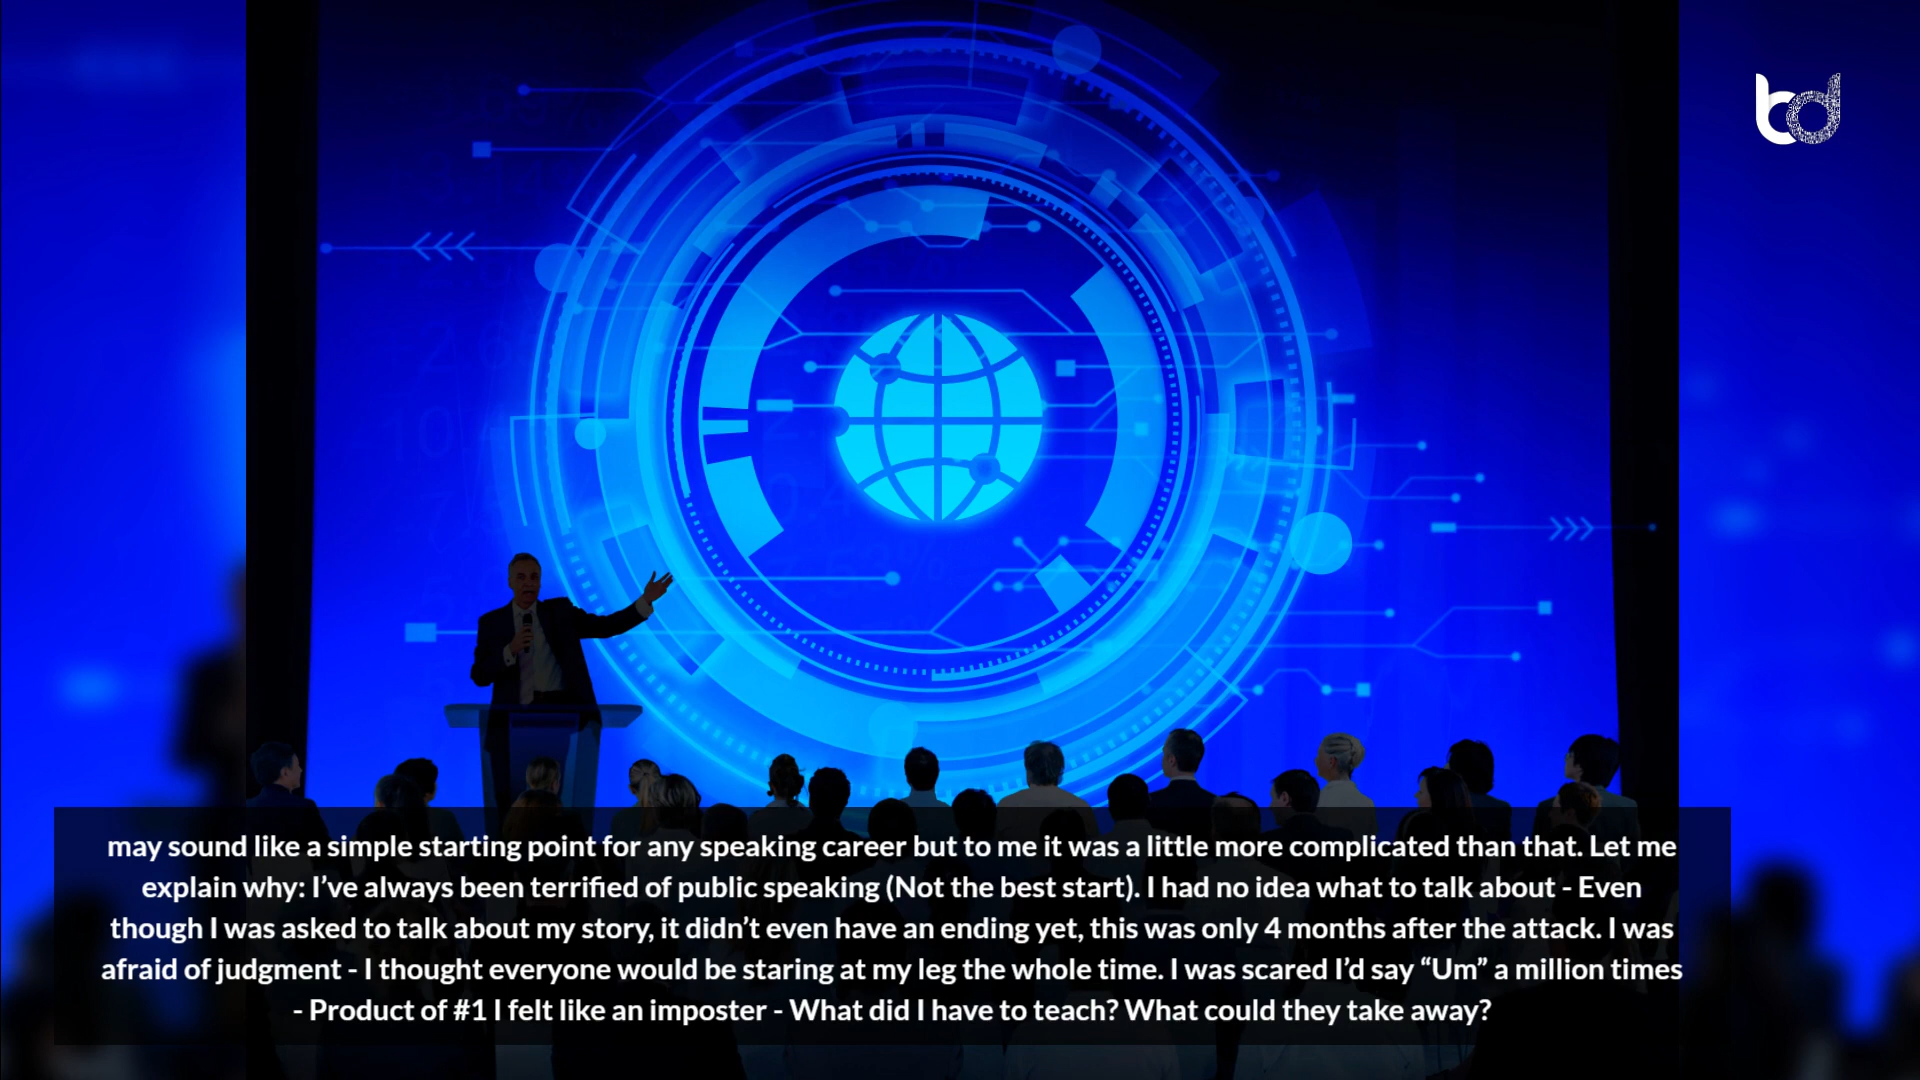 bd
may sound like a simple starting point for any speaking career but to me it was a little more complicated than that. Let me
explain why: I’ve always been terrified of public speaking (Not the best start). I had no idea what to talk about - Even
though I was asked to talk about my story, it didn’t even have an ending yet, this was only 4 months after the attack. I was
afraid of judgment - I thought everyone would be staring at my leg the whole time. I was scared I’d say “Um” a million times
- Product of #1 I felt like an imposter - What did I have to teach? What could they take away?